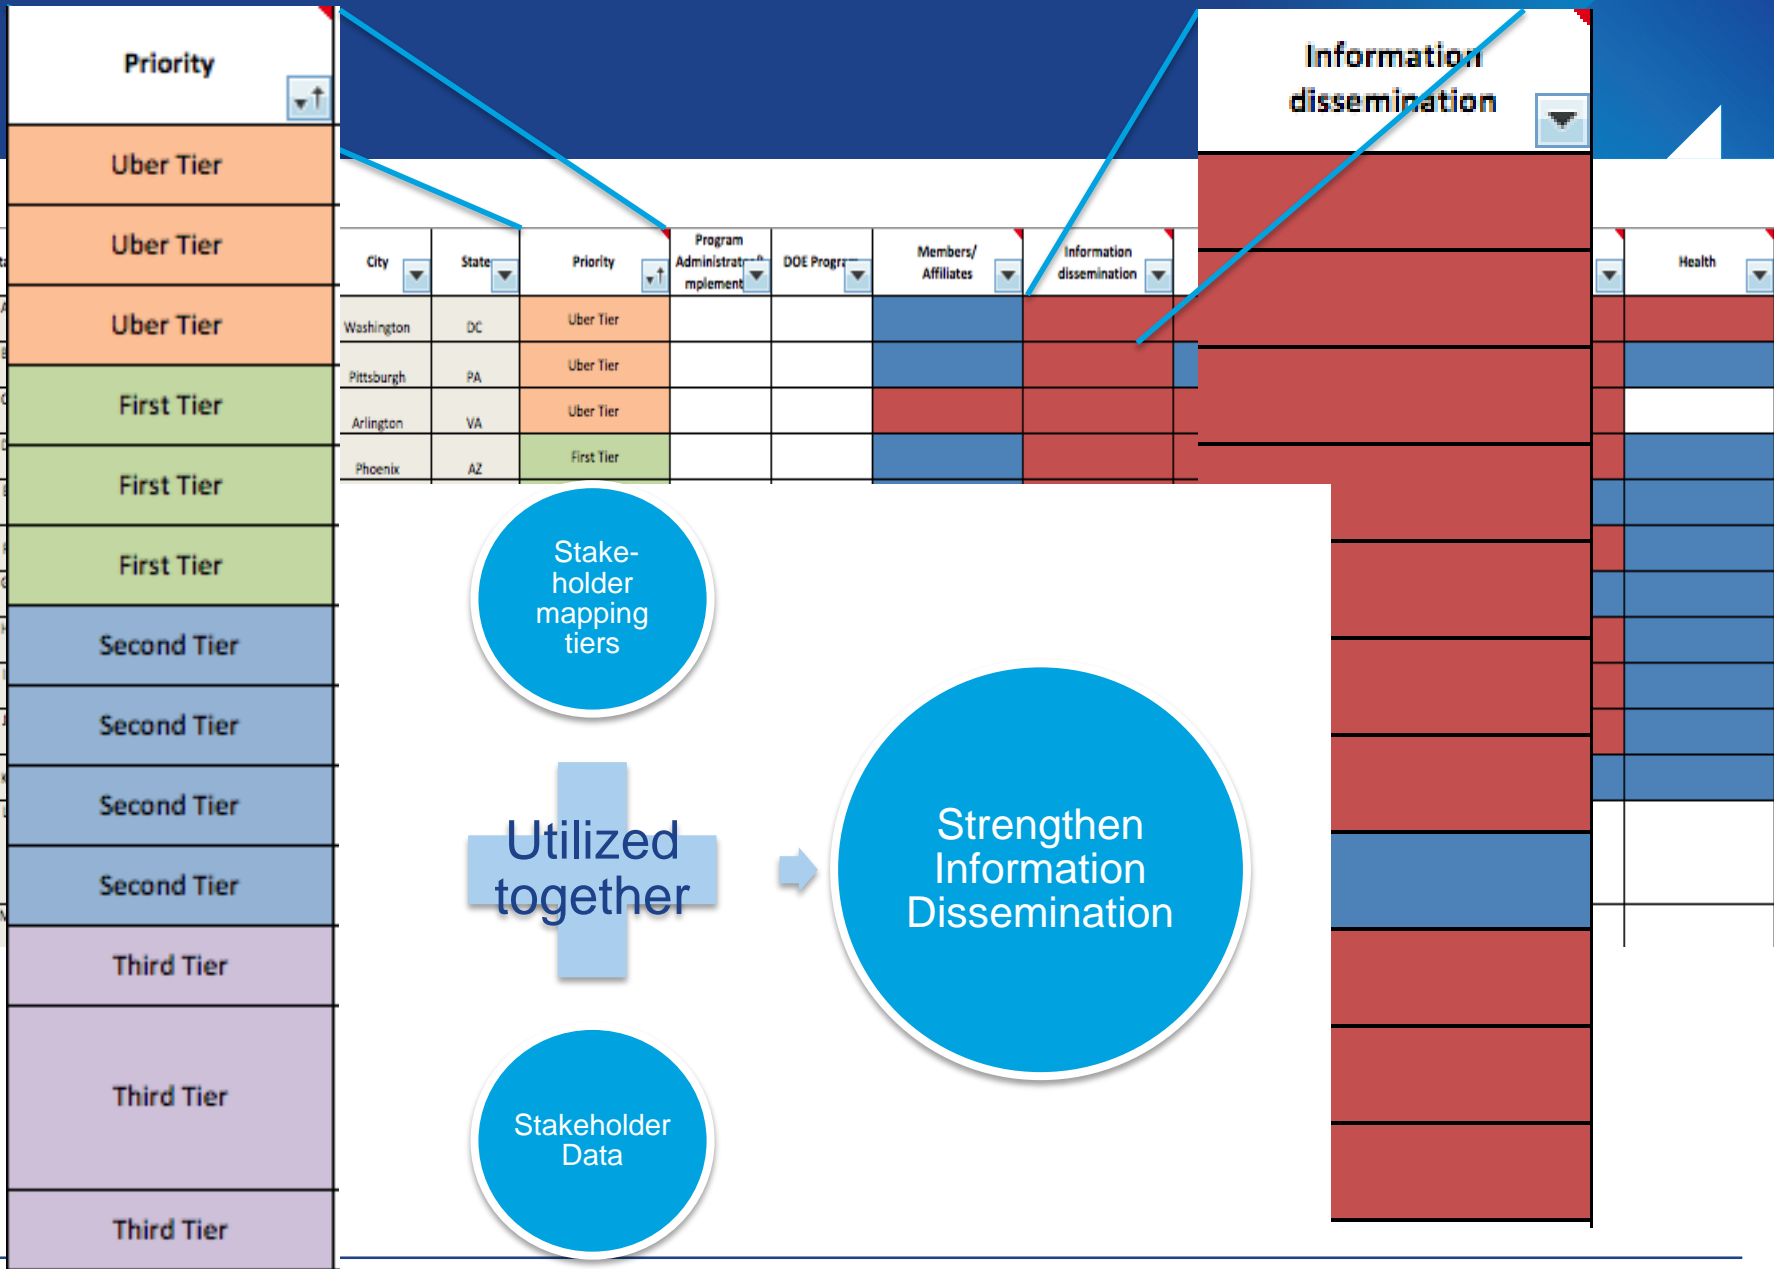 Priority
Uber Tier
Uber Tier
Uber Tier
First Tier
First Tier
First Tier
Second Tier
Second Tier
Second Tier
Second Tier
Third Tier
Third Tier
Third Tier
City
State
Priority
Program
DOE
Members/
Affiliates
Information
dissemination
Health
Washington
DC
Uber Tier
Pittsburgh
PA
Uber Tier
Arlington
VA
Uber Tier
Phoenix
AZ
First Tier
Information
dissemination
Stake-
holder
mapping
tiers
Utilized
together
Stakeholder
Data
Strengthen
Information
Dissemination